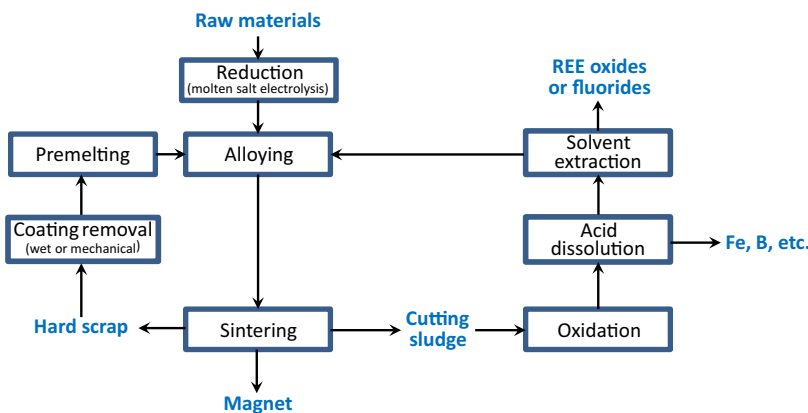 Raw materials
Reduction
(molten salt electrolysis)
REE oxides
or fluorides
Premelting
Alloying
Solvent
extraction
Coating removal
(wet or mechanical)
Acid
dissolution
Fe, B, etc.
Hard scrap
Sintering
Cutting
sludge
Oxidation
Magnet